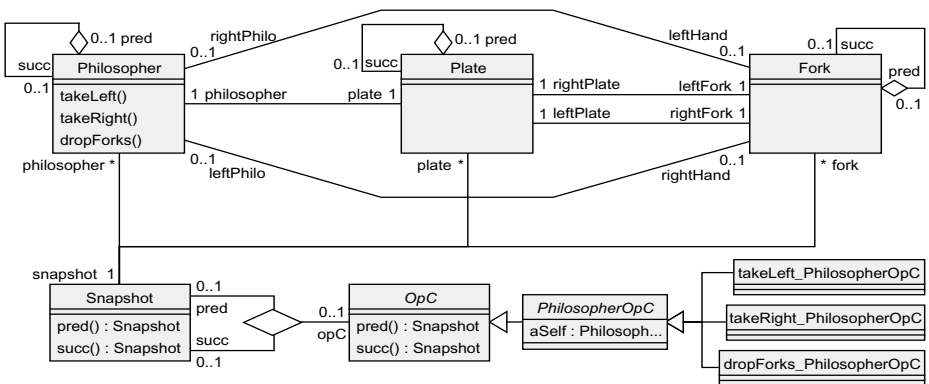 0..1 pred
succ
0..1
Philosopher
takeLeft()
takeRight()
dropForks()
philosopher *
rightPhilo
0..1
leftHand
0..1
1 philosopher
plate 1
0..1
leftPhilo
0..1 pred
0..1 succ
Plate
1 rightPlate
leftFork 1
1 leftPlate
rightFork 1
plate *
0..1
rightHand
0..1 succ
Fork
pred
0..1
* fork
snapshot 1
Snapshot
pred() : Snapshot
succ() : Snapshot
0..1
pred
succ
0..1
0..1
opC
OpC
pred() : Snapshot
succ() : Snapshot
PhilosopherOpC
aSelf : Philosoph...
takeLeft_PhilosopherOpC
takeRight_PhilosopherOpC
dropForks_PhilosopherOpC